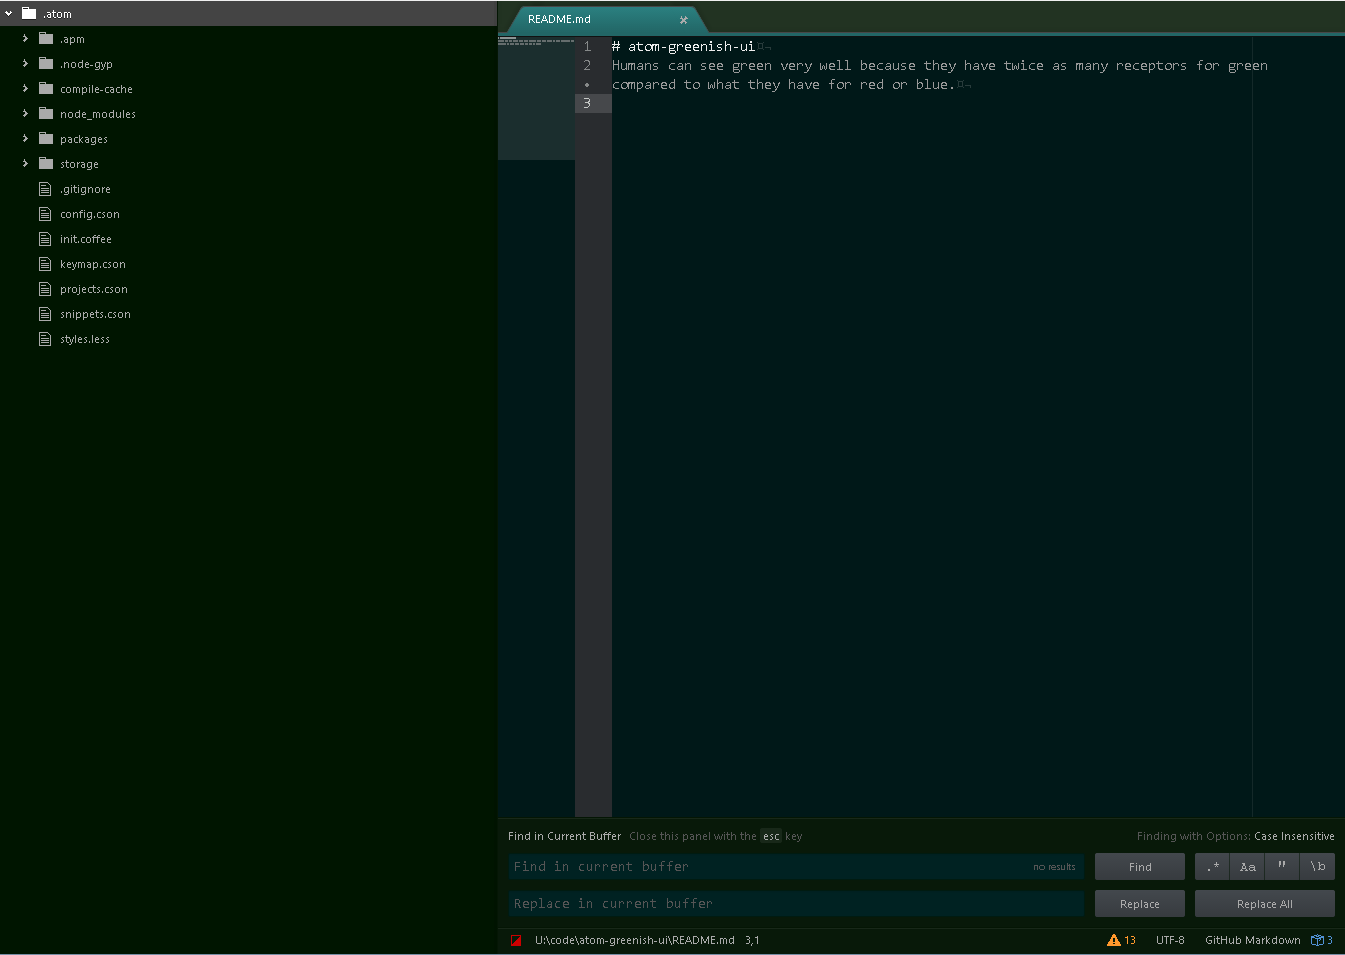 .atom
.apm
.node-gyp
compile-cache
node_modules
packages
storage
.gitignore
config.cson
init.coffee
keymap.cson
projects.cson
snippets.cson
styles.less
README.md
1 # atom-greenish-ui¤¬
2 Humans can see green very well because they have twice as many receptors for green
• compared to what they have for red or blue.¤¬
3
Find in Current Buffer Close this panel with the esc key Finding with Options: Case Insensitive
Find in current buffer no results Find .* Aa " \b
Replace in current buffer Replace Replace All
U:\code\atom-greenish-ui\README.md 3,1 13 UTF-8 GitHub Markdown 3